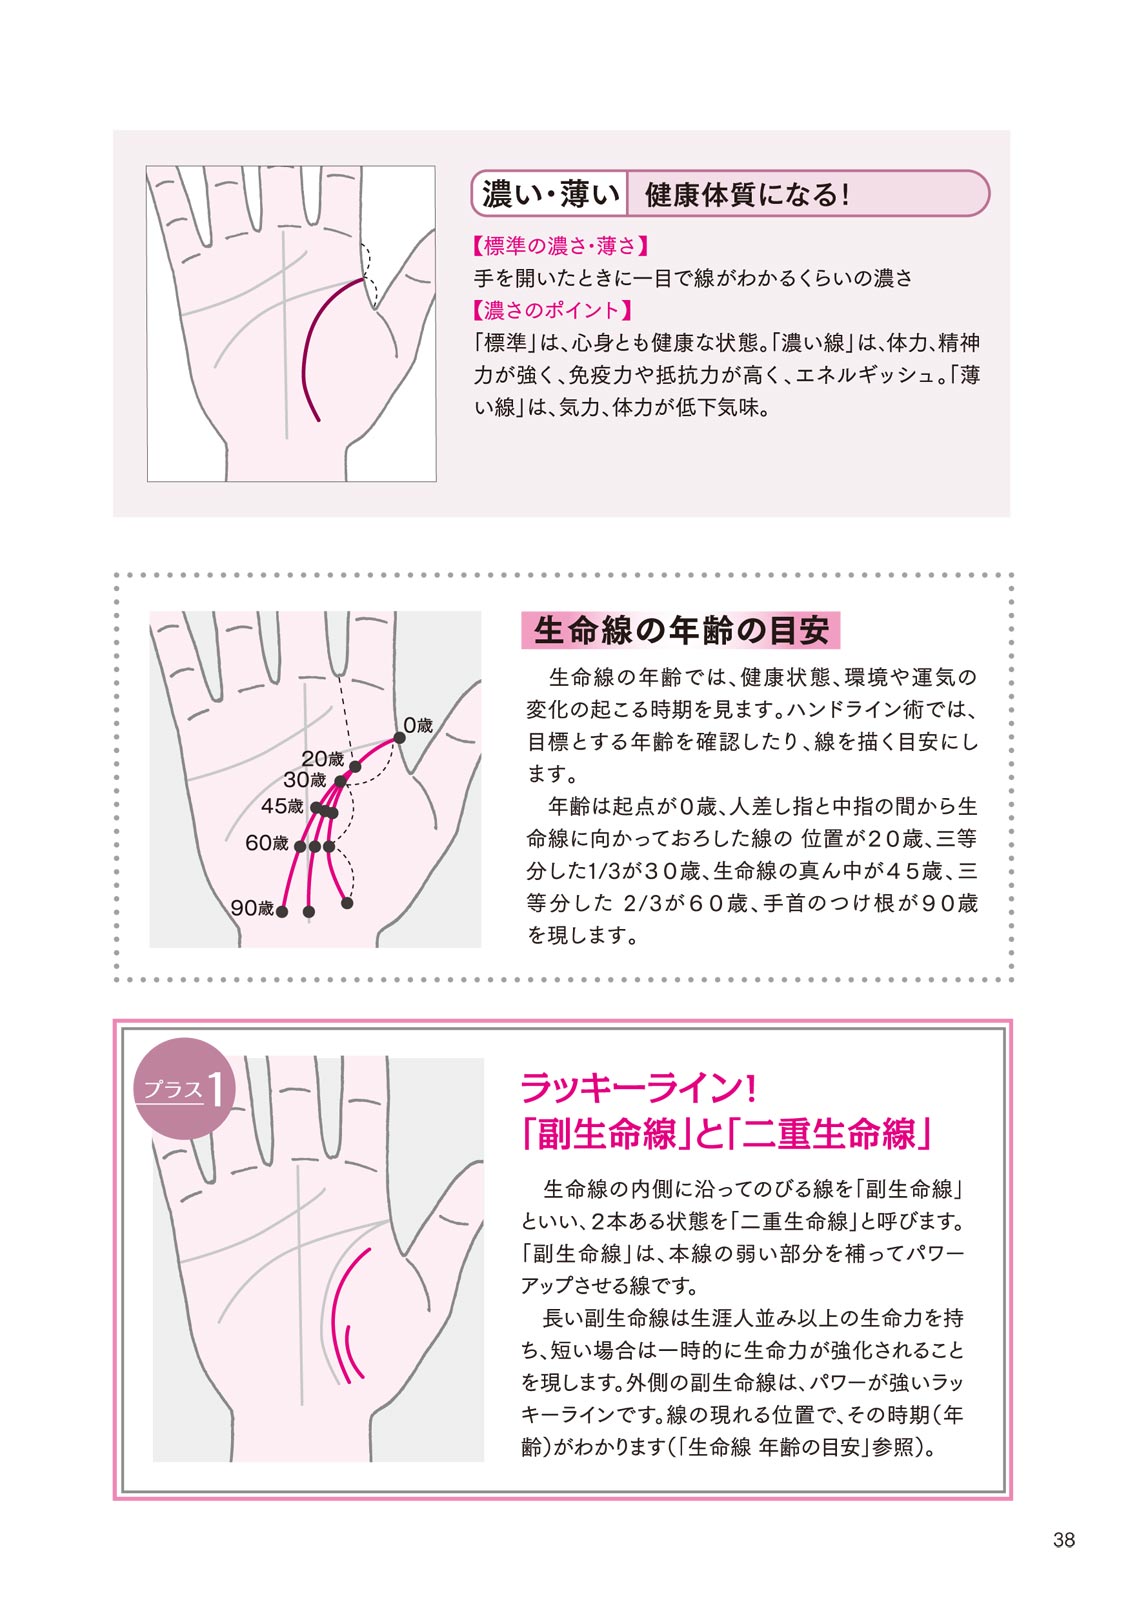 濃い・薄い 健康体質になる！
【標準の濃さ・薄さ】
手を開いたときに一目で線がわかるくらいの濃さ
【濃さのポイント】
「標準」は、心身とも健康な状態。「濃い線」は、体力、精神
力が強く、免疫力や抵抗力が高く、エネルギッシュ。「薄
い線」は、気力、体力が低下気味。
0歳
20歳
30歳
45歳
60歳
90歳
生命線の年齢の目安
生命線の年齢では、健康状態、環境や運気の
変化の起こる時期を見ます。ハンドライン術では、
目標とする年齢を確認したり、線を描く目安にし
ます。
年齢は起点が０歳、人差し指と中指の間から生
命線に向かっておろした線の 位置が２０歳、三等
分した1/3が３０歳、生命線の真ん中が４５歳、三
等分した 2/3が６０歳、手首のつけ根が９０歳
を現します。
プラス1
ラッキーライン！
「副生命線」と「二重生命線」
生命線の内側に沿ってのびる線を「副生命線」
といい、2本ある状態を「二重生命線」と呼びます。
「副生命線」は、本線の弱い部分を補ってパワー
アップさせる線です。
長い副生命線は生涯人並み以上の生命力を持
ち、短い場合は一時的に生命力が強化されること
を現します。外側の副生命線は、パワーが強いラッ
キーラインです。線の現れる位置で、その時期（年
齢）がわかります（「生命線 年齢の目安」参照）。
38